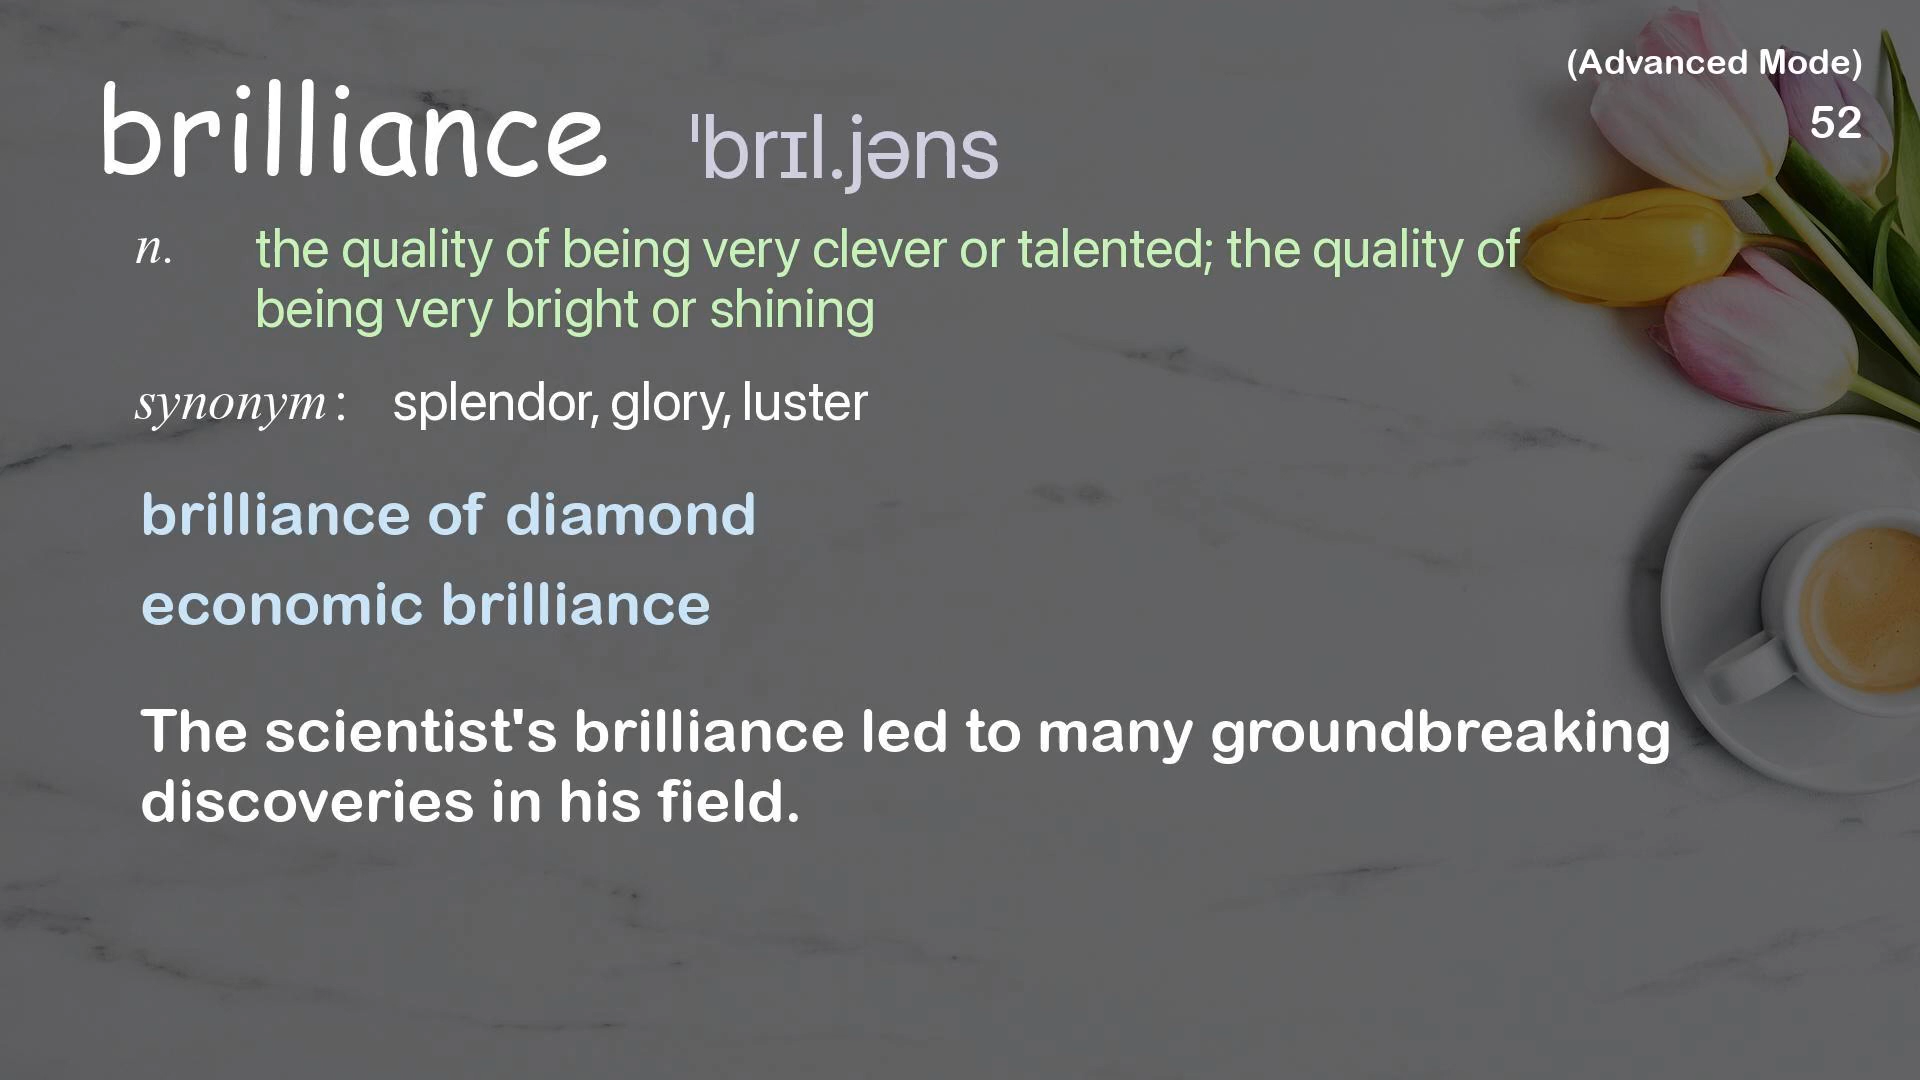 (Advanced Mode)
52
brilliance ˈbrɪl.jəns
n. the quality of being very clever or talented; the quality of
being very bright or shining
synonym: splendor, glory, luster
brilliance of diamond
economic brilliance
The scientist's brilliance led to many groundbreaking
discoveries in his field.